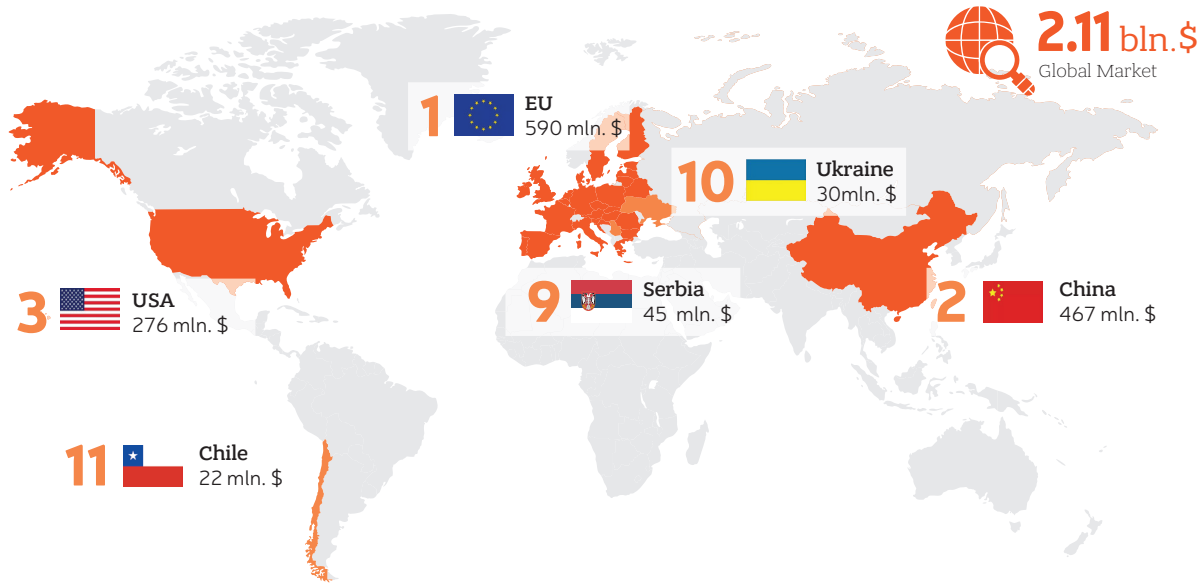 2.11 bln.$
Global Market
1
EU
590 mln. $
10
Ukraine
30mln. $
3
USA
276 mln. $
9
Serbia
45 mln. $
2
China
467 mln. $
11
Chile
22 mln. $